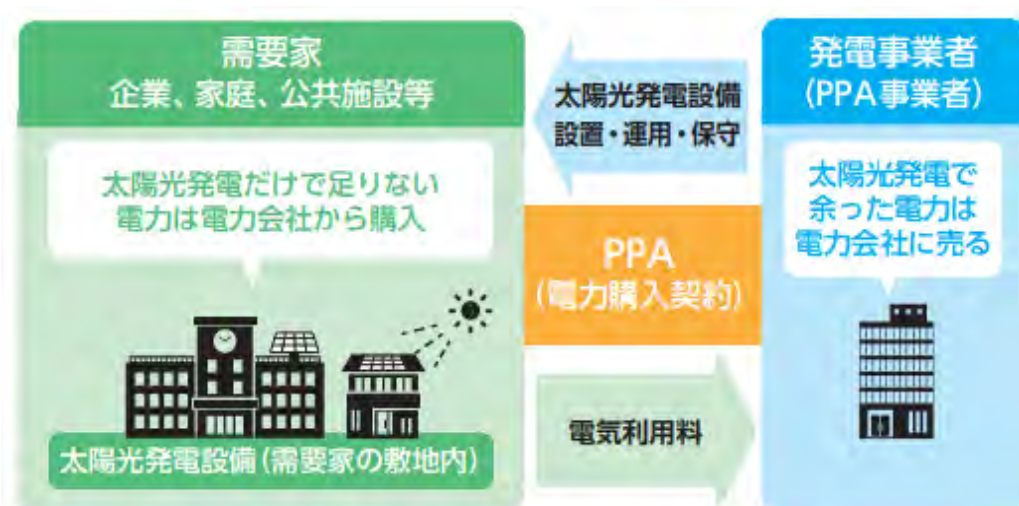 需要家
企業、家庭、公共施設等
太陽光発電だけで足りない
電力は電力会社から購入
太陽光発電設備(需要家の敷地内)
太陽光発電設備
設置・運用・保守
PPA
(電力購入契約)
電気利用料
発電事業者
(PPA事業者)
太陽光発電で
余った電力は
電力会社に売る